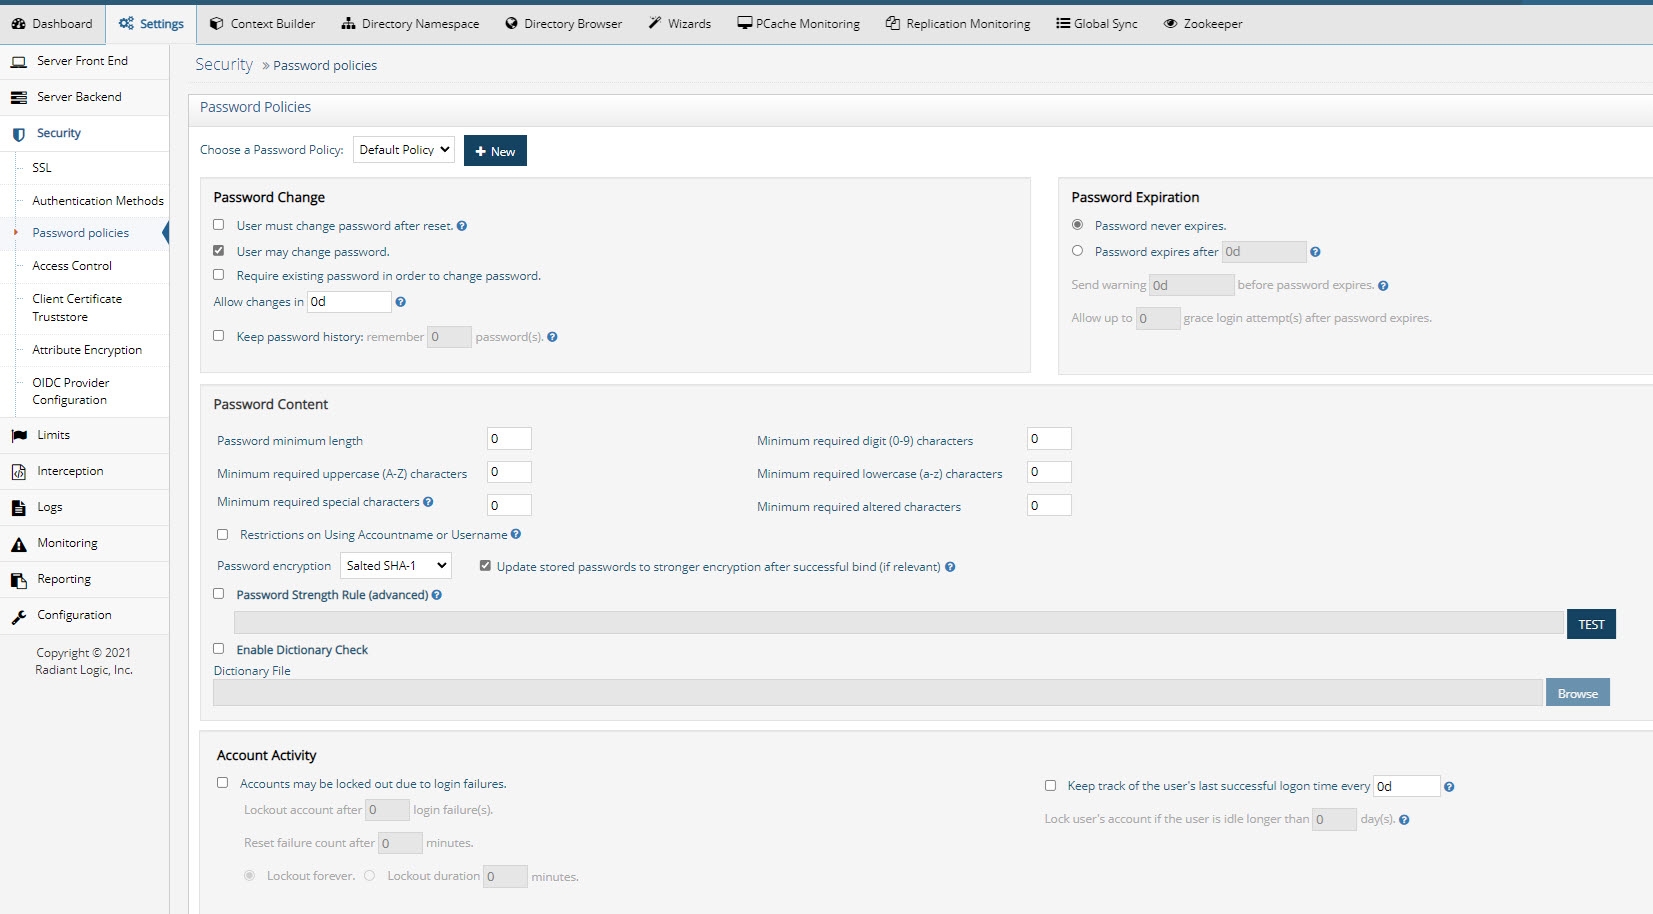 Dashboard Settings Context Builder Directory Namespace Directory Browser Wizards PCache Monitoring Replication Monitoring Global Sync Zookeeper
Server Front End
Server Backend
Security
SSL
Authentication Methods
Password policies
Access Control
Client Certificate
Truststore
Attribute Encryption
OIDC Provider
Configuration
Limits
Interception
Logs
Monitoring
Reporting
Configuration
Copyright © 2021
Radiant Logic, Inc.
Security » Password policies
Password Policies
Choose a Password Policy: Default Policy + New
Password Change
User must change password after reset.
User may change password.
Require existing password in order to change password.
Allow changes in 0d
Keep password history: remember 0 password(s).
Password Expiration
Password never expires.
Password expires after 0d
Send warning 0d before password expires.
Allow up to 0 grace login attempt(s) after password expires.
Password Content
Password minimum length 0 Minimum required digit (0-9) characters 0
Minimum required uppercase (A-Z) characters 0 Minimum required lowercase (a-z) characters 0
Minimum required special characters 0 Minimum required altered characters 0
Restrictions on Using Accountname or Username
Password encryption Salted SHA-1 Update stored passwords to stronger encryption after successful bind (if relevant)
Password Strength Rule (advanced)
TEST
Enable Dictionary Check
Dictionary File
Browse
Account Activity
Accounts may be locked out due to login failures.
Lockout account after 0 login failure(s).
Reset failure count after 0 minutes.
Lockout forever. Lockout duration 0 minutes.
Keep track of the user's last successful logon time every 0d
Lock user's account if the user is idle longer than 0 day(s).